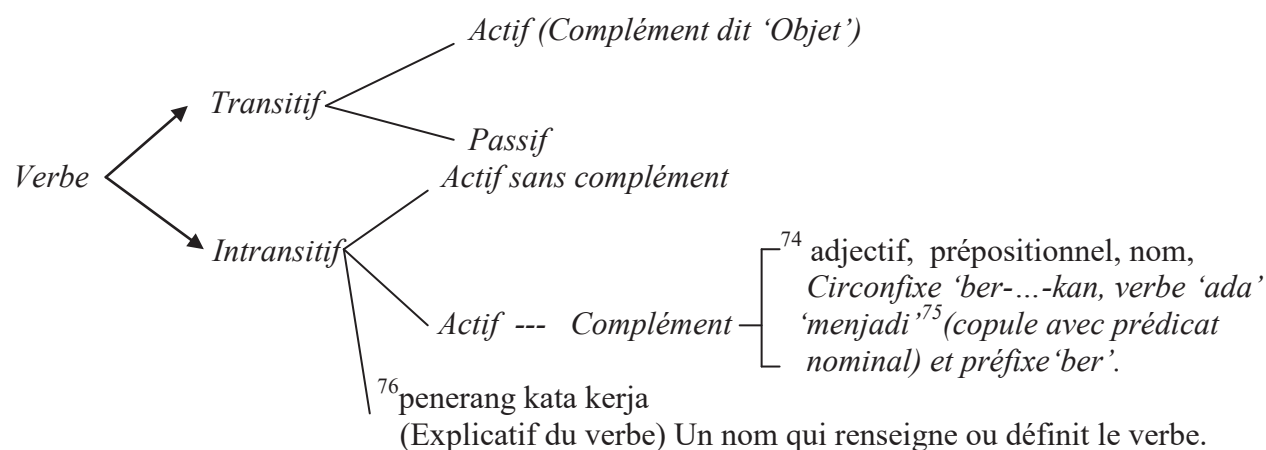 Actif (Complément dit ‘Objet’)
Transitif
Passif
Verbe
Actif sans complément
Intransitif
74 adjectif, prépositionnel, nom,
Circonfixe ‘ber-...-kan, verbe ‘ada’
Actif --- Complément
‘menjadi’75(copule avec prédicat
nominal) et préfixe‘ber’.
76penerang kata kerja
(Explicatif du verbe) Un nom qui renseigne ou définit le verbe.